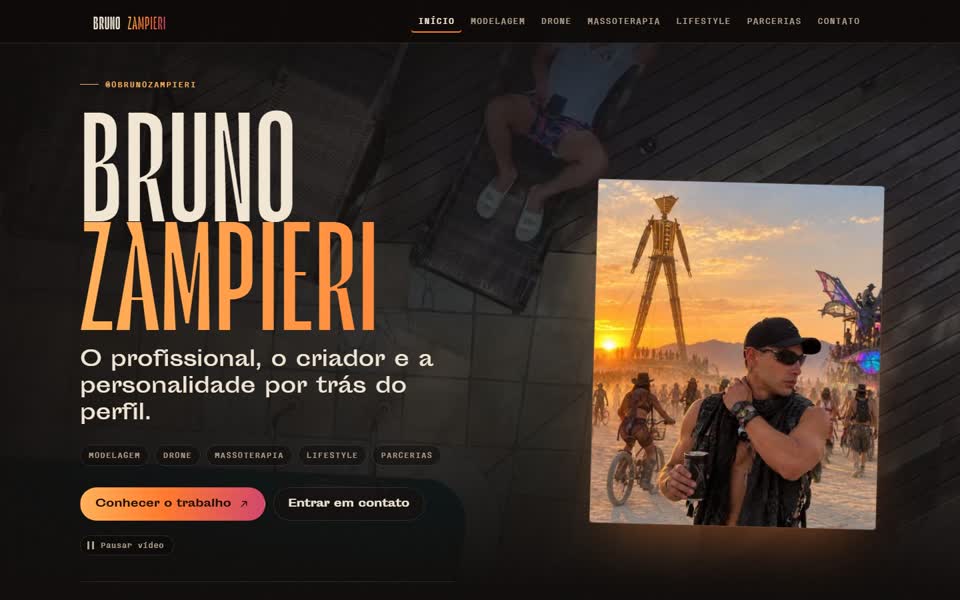 BRUNO ZAMPIERI
INÍCIO MODELAGEM DRONE MASSOTERAPIA LIFESTYLE PARCERIAS CONTATO
@OBRUNOZAMPIERI
BRUNO
ZAMPIERI
O profissional, o criador e a
personalidade por trás do
perfil.
MODELAGEM DRONE MASSOTERAPIA LIFESTYLE PARCERIAS
Conhecer o trabalho ↗ Entrar em contato
Pausar vídeo